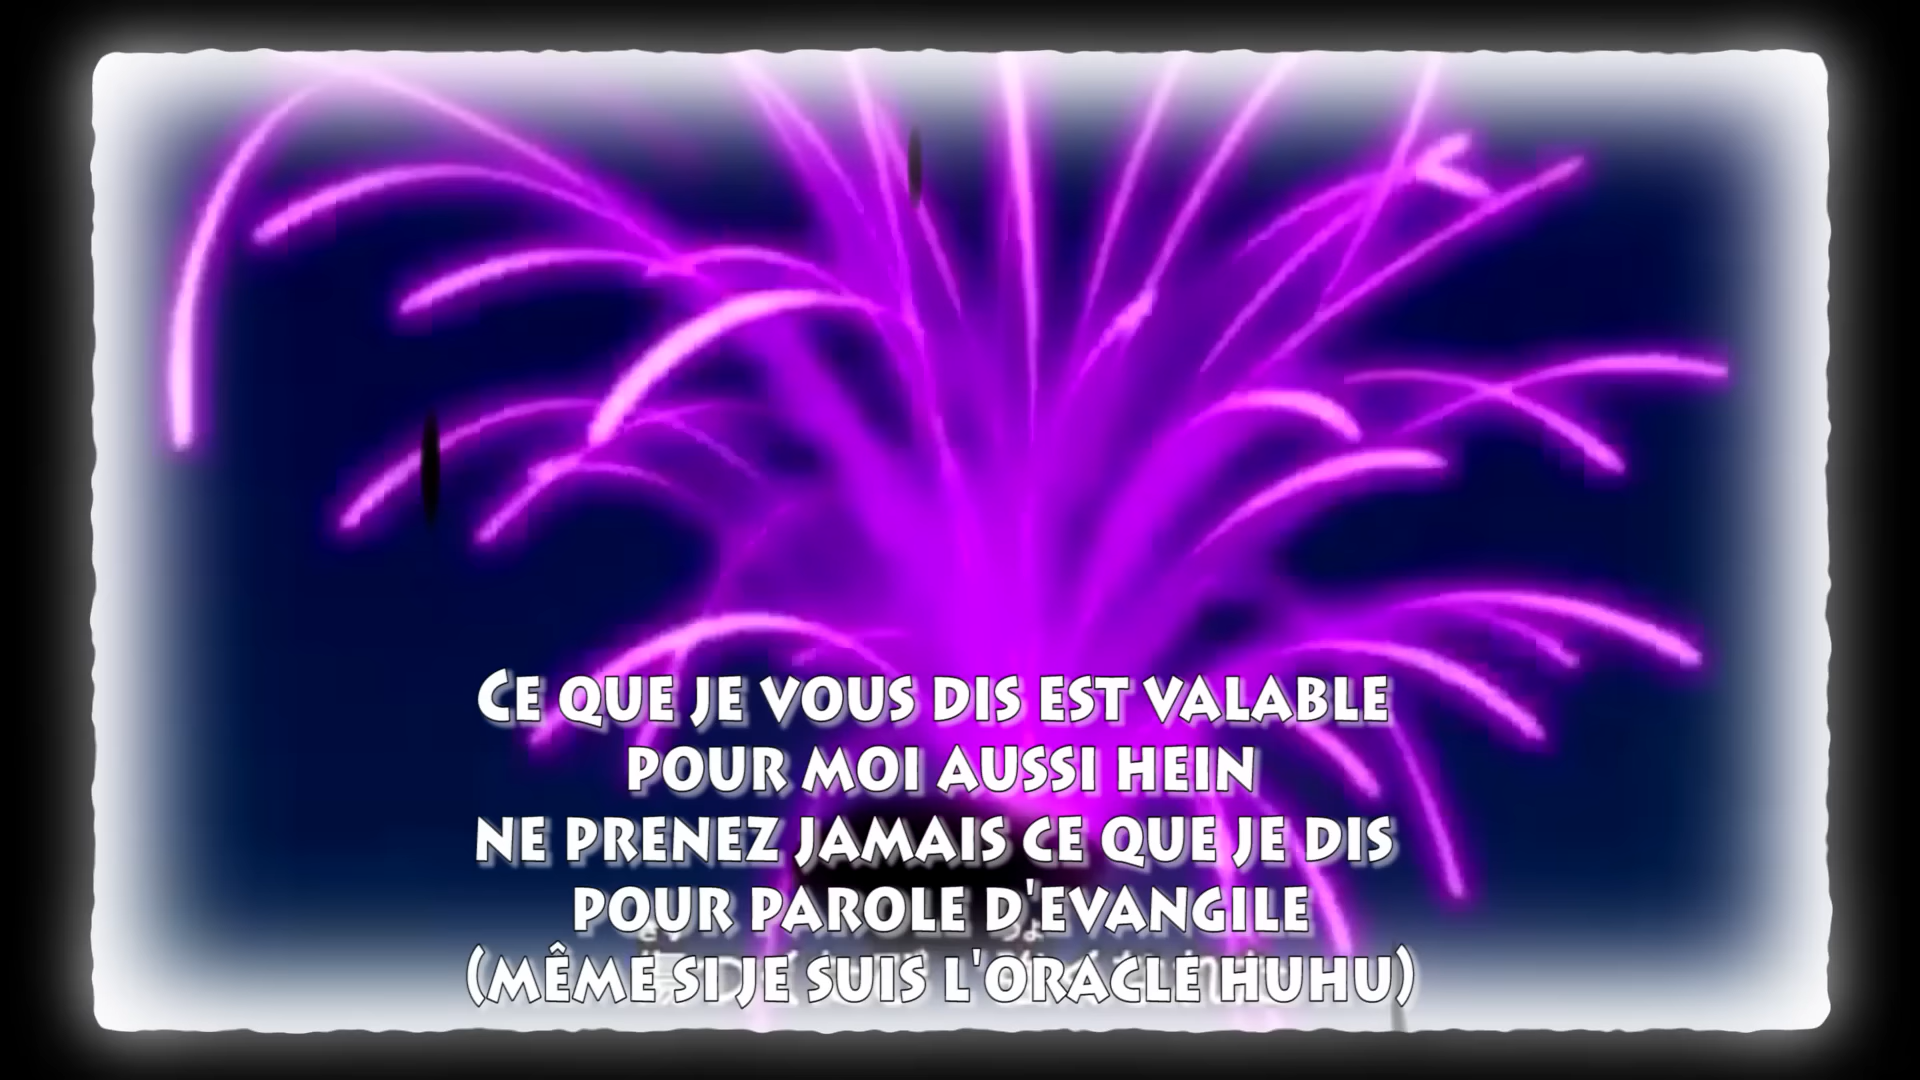 Ce que je vous dis est valable
pour moi aussi hein
ne prenez jamais ce que je dis
pour parole d'evangile
(même si je suis l'oracle huhu)